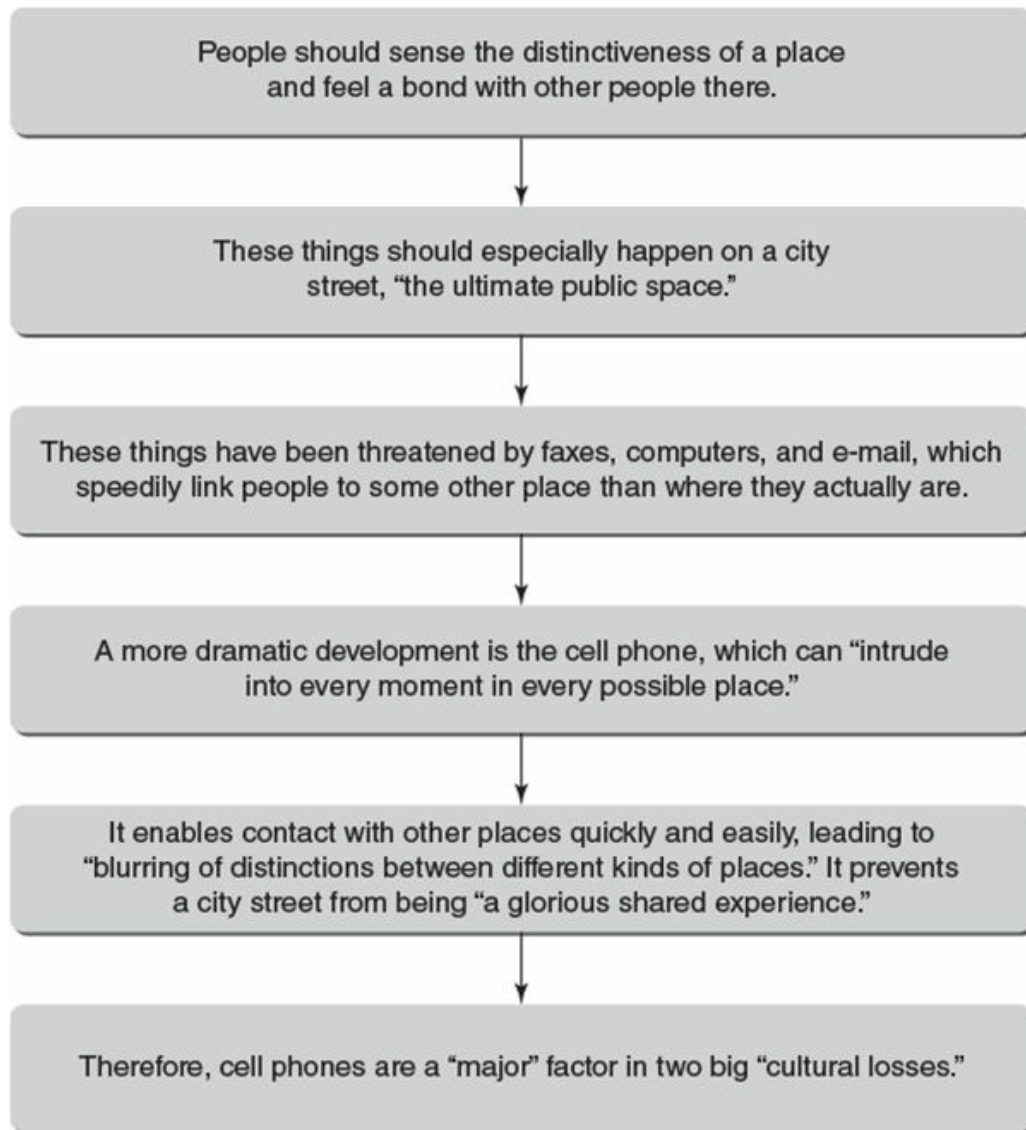 People should sense the distinctiveness of a place
and feel a bond with other people there.
These things should especially happen on a city
street, “the ultimate public space.”
These things have been threatened by faxes, computers, and e-mail, which
speedily link people to some other place than where they actually are.
A more dramatic development is the cell phone, which can “intrude
into every moment in every possible place.”
It enables contact with other places quickly and easily, leading to
“blurring of distinctions between different kinds of places.” It prevents
a city street from being “a glorious shared experience.”
Therefore, cell phones are a “major” factor in two big “cultural losses.”